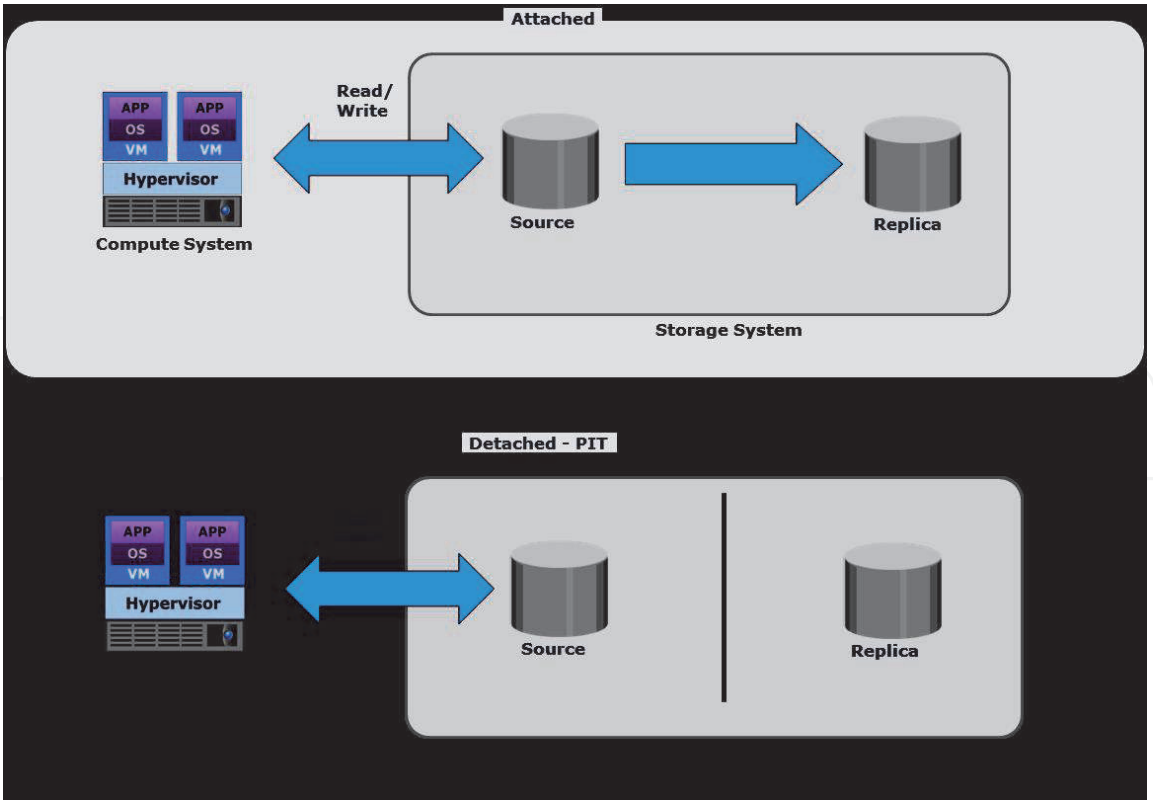 Attached
Read/
Write
APP APP
OS OS
VM VM
Hypervisor
Compute System
Source
Replica
Storage System
Detached - PIT
APP APP
OS OS
VM VM
Hypervisor
Source
Replica